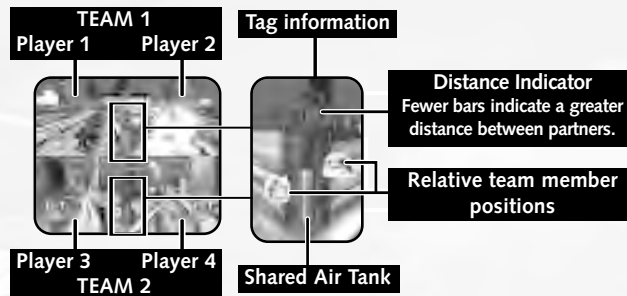 TEAM 1
Player 1 Player 2
Tag information
Distance Indicator
Fewer bars indicate a greater
distance between partners.
Relative team member
positions
Player 3 Player 4
TEAM 2
Shared Air Tank